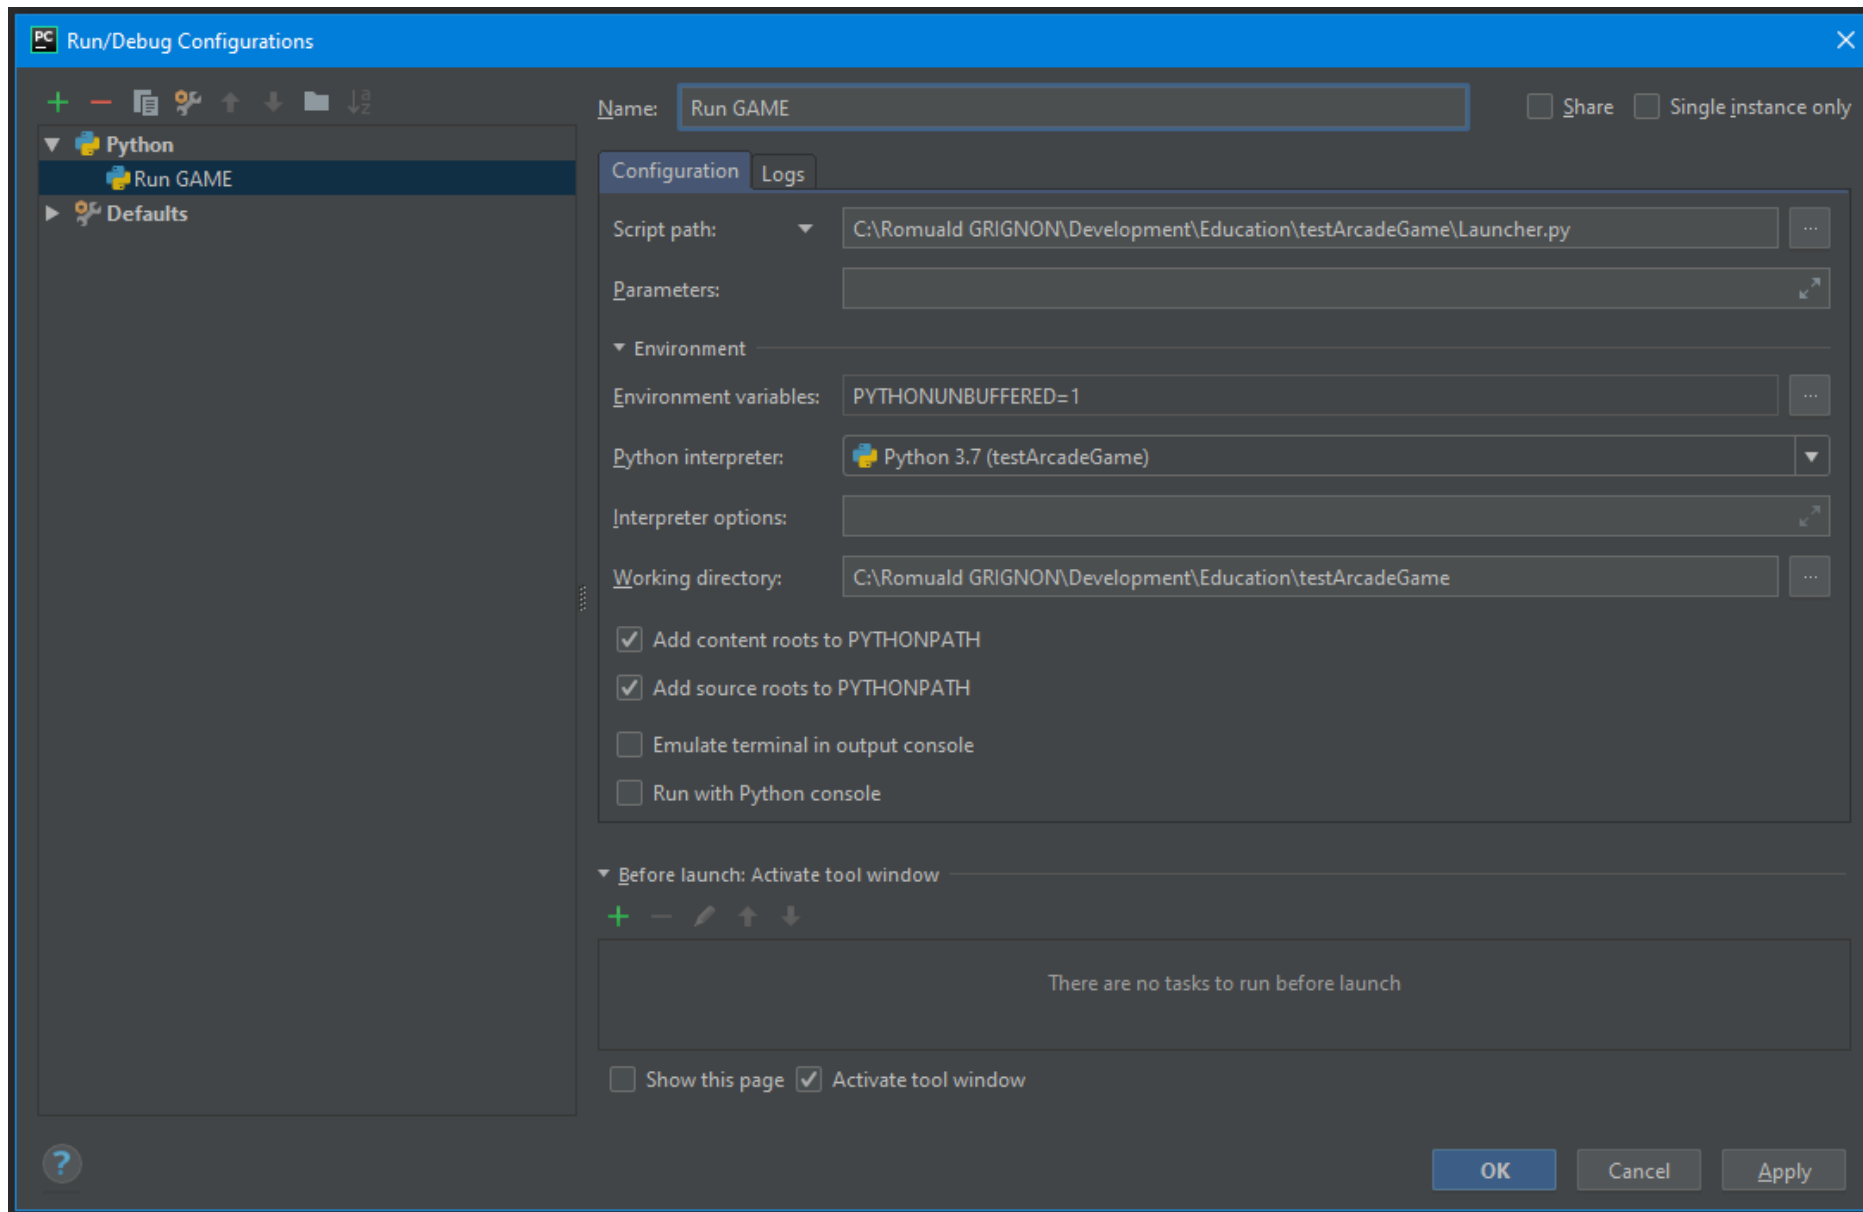 PC Run/Debug Configurations
Name: Run GAME Share Single instance only
Python
Run GAME
Defaults
Configuration Logs
Script path: C:\Romuald GRIGNON\Development\Education\testArcadeGame\Launcher.py ...
Parameters:
Environment
Environment variables: PYTHONUNBUFFERED=1 ...
Python interpreter: Python 3.7 (testArcadeGame)
Interpreter options:
Working directory: C:\Romuald GRIGNON\Development\Education\testArcadeGame ...
Add content roots to PYTHONPATH
Add source roots to PYTHONPATH
Emulate terminal in output console
Run with Python console
Before launch: Activate tool window
There are no tasks to run before launch
Show this page Activate tool window
? OK Cancel Apply